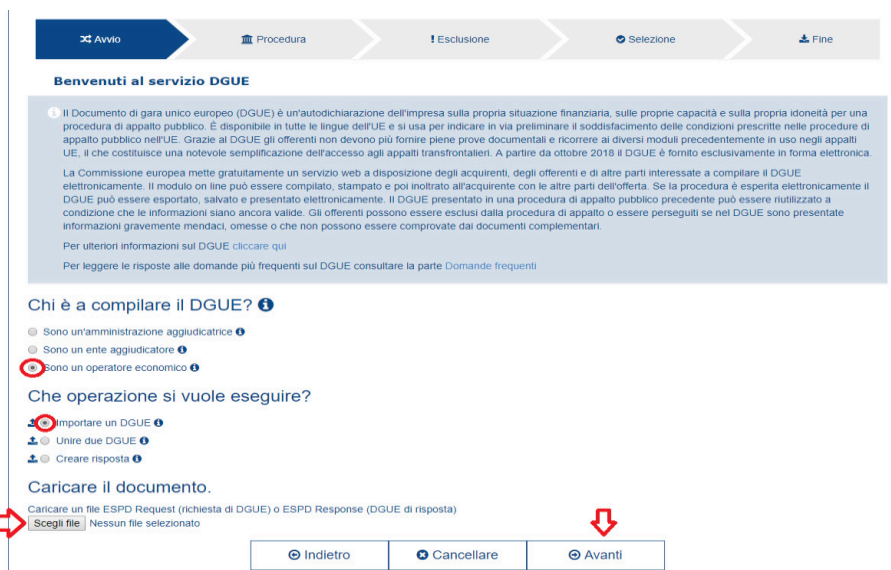 Avvio
Procedura
Esclusione
Selezione
Fine
Benvenuti al servizio DGUE
Il Documento di gara unico europeo (DGUE) è un'autodichiarazione dell'impresa sulla propria situazione finanziaria, sulle proprie capacità e sulla propria idoneità per una
procedura di appalto pubblico. È disponibile in tutte le lingue dell'UE e si usa per indicare in via preliminare il soddisfacimento delle condizioni prescritte nelle procedure di
appalto pubblico nell'UE. Grazie al DGUE gli offerenti non devono più fornire piene prove documentali e ricorrere ai diversi moduli precedentemente in uso negli appalti
UE, il che costituisce una notevole semplificazione dell'accesso agli appalti transfrontalieri. A partire da ottobre 2018 il DGUE è fornito esclusivamente in forma elettronica.
La Commissione europea mette gratuitamente un servizio web a disposizione degli acquirenti, degli offerenti e di altre parti interessate a compilare il DGUE
elettronicamente. Il modulo on line può essere compilato, stampato e poi inoltrato all'acquirente con le altre parti dell'offerta. Se la procedura è esperita elettronicamente il
DGUE può essere esportato, salvato e presentato elettronicamente. Il DGUE presentato in una procedura di appalto pubblico precedente può essere riutilizzato a
condizione che le informazioni siano ancora valide. Gli offerenti possono essere esclusi dalla procedura di appalto o essere perseguiti se nel DGUE sono presentate
informazioni gravemente mendaci, omesse o che non possono essere comprovate dai documenti complementari.
Per ulteriori informazioni sul DGUE cliccare qui
Per leggere le risposte alle domande più frequenti sul DGUE consultare la parte Domande frequenti
Chi è a compilare il DGUE?
Sono un'amministrazione aggiudicatrice
Sono un ente aggiudicatore
Sono un operatore economico
Che operazione si vuole eseguire?
Importare un DGUE
Unire due DGUE
Creare risposta
Caricare il documento.
Caricare un file ESPD Request (richiesta di DGUE) o ESPD Response (DGUE di risposta)
Scegli file Nessun file selezionato
Indietro
Cancellare
Avanti